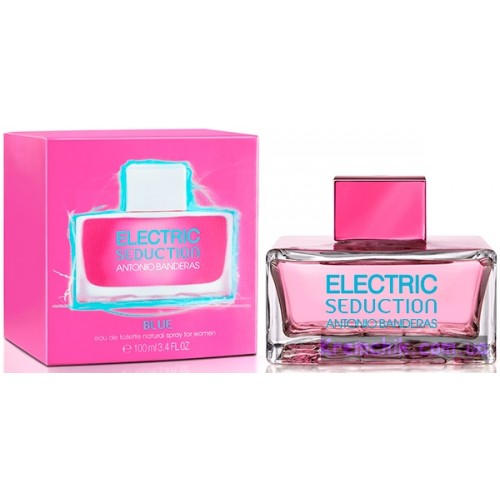 ELECTRIC
SEDUCTION
ANTONIO BANDERAS
BLUE
eau de toilette natural spray for women
℮ 100 ml 3.4 FL.OZ
ELECTRIC
SEDUCTION
ANTONIO BANDERAS